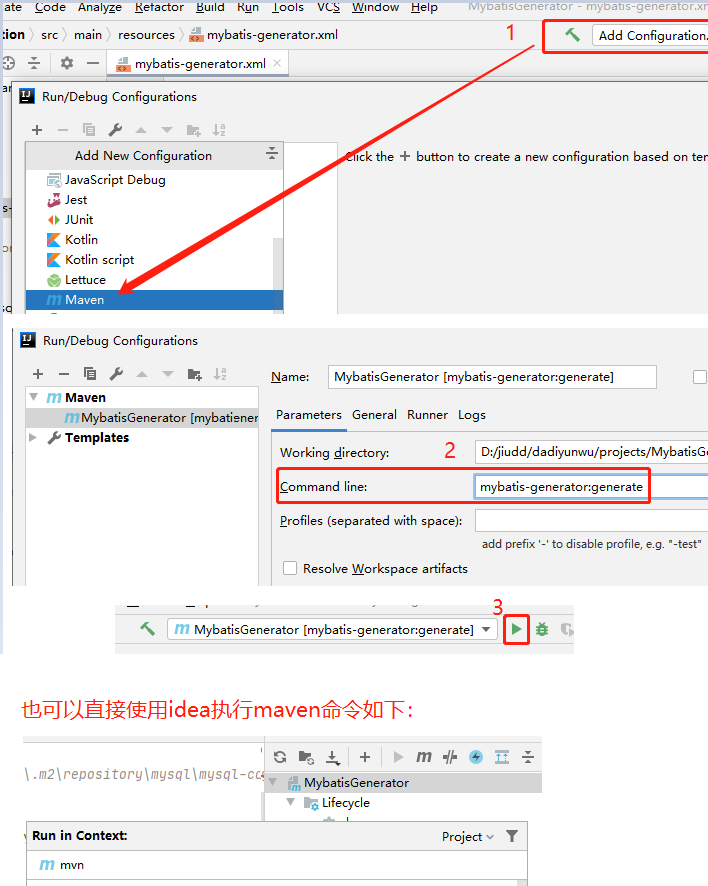 Code Analyze Refactor Build Run Tools VCS Window Help MybatisGenerator - mybatis-generator.xm
src main resources mybatis-generator.xml
1
Add Configuration.
mybatis-generator.xml
Run/Debug Configurations
Add New Configuration
Click the + button to create a new configuration based on
JavaScript Debug
Jest
JUnit
Kotlin
Kotlin script
Lettuce
Maven
Run/Debug Configurations
Name: MybatisGenerator [mybatis-generator:generate]
Maven
MybatisGenerator [mybatiener
Templates
Parameters General Runner Logs
Working directory: D:/jiudd/dadiyunwu/projects/MybatisG
2
Command line: mybatis-generator:generate
Profiles (separated with space):
add prefix '-' to disable profile, e.g. "-test"
Resolve Workspace artifacts
3
MybatisGenerator [mybatis-generator:generate]
也可以直接使用idea执行maven命令如下：
\.m2\repository\mysql\mysql-co
MybatisGenerator
Lifecycle
Run in Context: Project
mvn